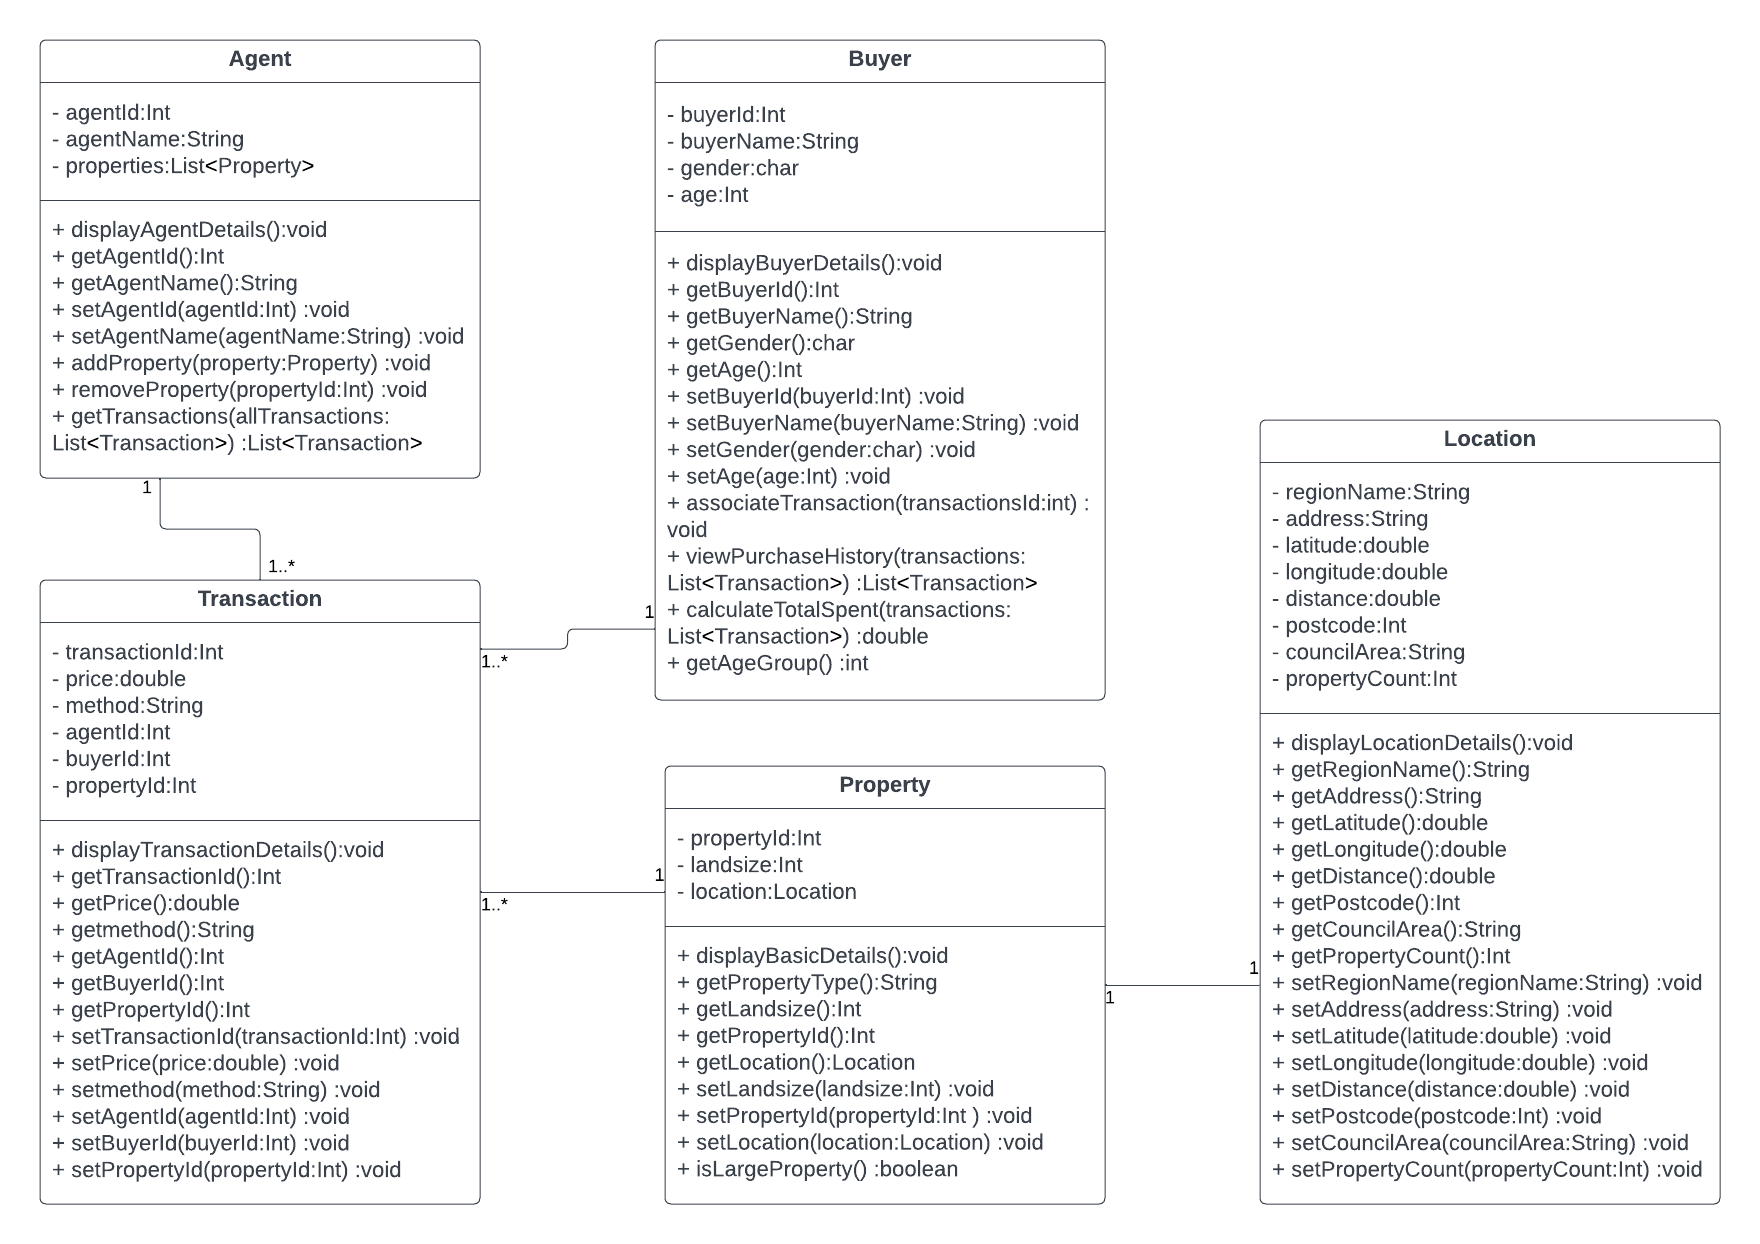 Agent
- agentId:Int
- agentName:String
- properties:List<Property>
+ displayAgentDetails():void
+ getAgentId():Int
+ getAgentName():String
+ setAgentId(agentId:Int) :void
+ setAgentName(agentName:String) :void
+ addProperty(property:Property) :void
+ removeProperty(propertyId:Int) :void
+ getTransactions(allTransactions:
List<Transaction>) :List<Transaction>
1
1..*
Transaction
- transactionId:Int
- price:double
- method:String
- agentId:Int
- buyerId:Int
- propertyId:Int
+ displayTransactionDetails():void
+ getTransactionId():Int
+ getPrice():double
+ getmethod():String
+ getAgentId():Int
+ getBuyerId():Int
+ getPropertyId():Int
+ setTransactionId(transactionId:Int) :void
+ setPrice(price:double) :void
+ setmethod(method:String) :void
+ setAgentId(agentId:Int) :void
+ setBuyerId(buyerId:Int) :void
+ setPropertyId(propertyId:Int) :void
1..*
1
1..*
1
Buyer
- buyerId:Int
- buyerName:String
- gender:char
- age:Int
+ displayBuyerDetails():void
+ getBuyerId():Int
+ getBuyerName():String
+ getGender():char
+ getAge():Int
+ setBuyerId(buyerId:Int) :void
+ setBuyerName(buyerName:String) :void
+ setGender(gender:char) :void
+ setAge(age:Int) :void
+ associateTransaction(transactionsId:int) :
void
+ viewPurchaseHistory(transactions:
List<Transaction>) :List<Transaction>
+ calculateTotalSpent(transactions:
List<Transaction>) :double
+ getAgeGroup() :int
Property
- propertyId:Int
- landsize:Int
- location:Location
+ displayBasicDetails():void
+ getPropertyType():String
+ getLandsize():Int
+ getPropertyId():Int
+ getLocation():Location
+ setLandsize(landsize:Int) :void
+ setPropertyId(propertyId:Int ) :void
+ setLocation(location:Location) :void
+ isLargeProperty() :boolean
1
1
Location
- regionName:String
- address:String
- latitude:double
- longitude:double
- distance:double
- postcode:Int
- councilArea:String
- propertyCount:Int
+ displayLocationDetails():void
+ getRegionName():String
+ getAddress():String
+ getLatitude():double
+ getLongitude():double
+ getDistance():double
+ getPostcode():Int
+ getCouncilArea():String
+ getPropertyCount():Int
+ setRegionName(regionName:String) :void
+ setAddress(address:String) :void
+ setLatitude(latitude:double) :void
+ setLongitude(longitude:double) :void
+ setDistance(distance:double) :void
+ setPostcode(postcode:Int) :void
+ setCouncilArea(councilArea:String) :void
+ setPropertyCount(propertyCount:Int) :void